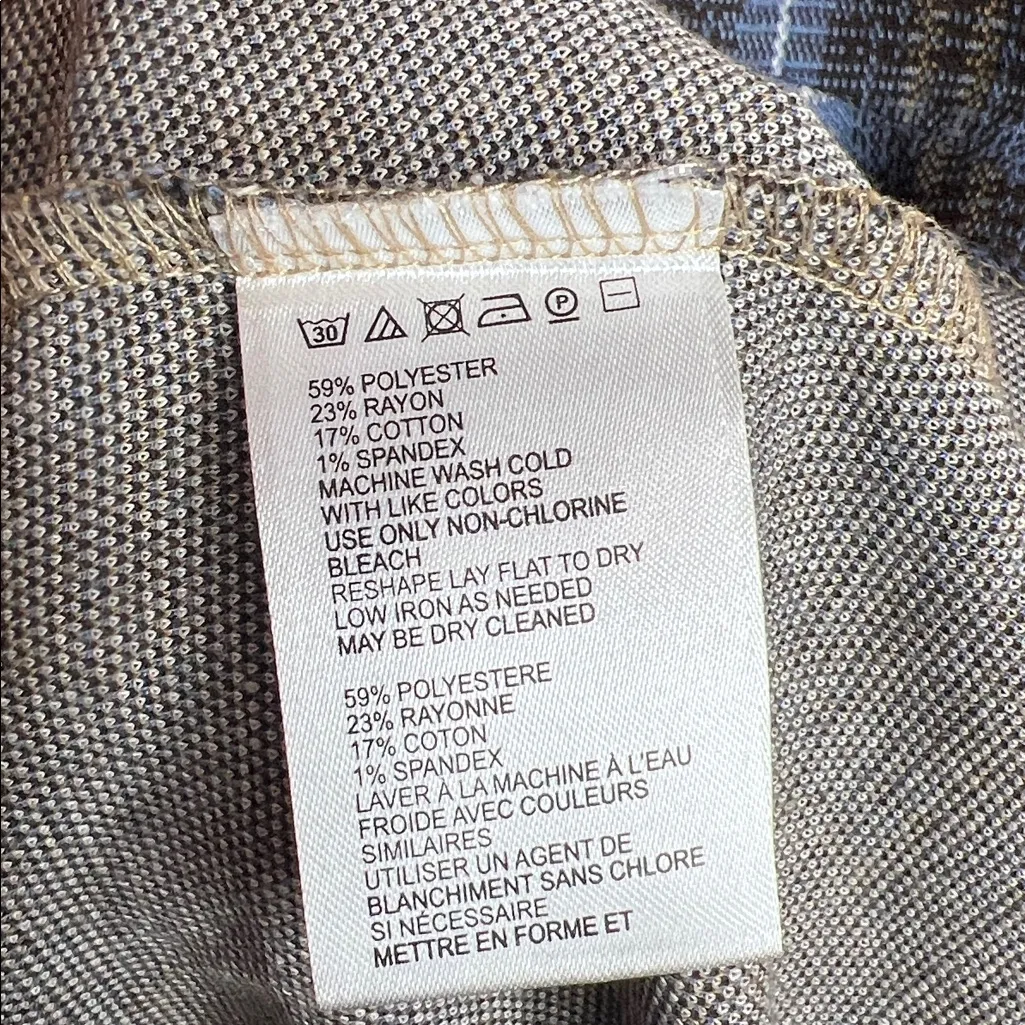 30 P
59% POLYESTER
23% RAYON
17% COTTON
1% SPANDEX
MACHINE WASH COLD
WITH LIKE COLORS
USE ONLY NON-CHLORINE
BLEACH
RESHAPE LAY FLAT TO DRY
LOW IRON AS NEEDED
MAY BE DRY CLEANED
59% POLYESTERE
23% RAYONNE
17% COTON
1% SPANDEX
LAVER À LA MACHINE À L'EAU
FROIDE AVEC COULEURS
SIMILAIRES
UTILISER UN AGENT DE
BLANCHIMENT SANS CHLORE
SI NÉCESSAIRE
METTRE EN FORME ET